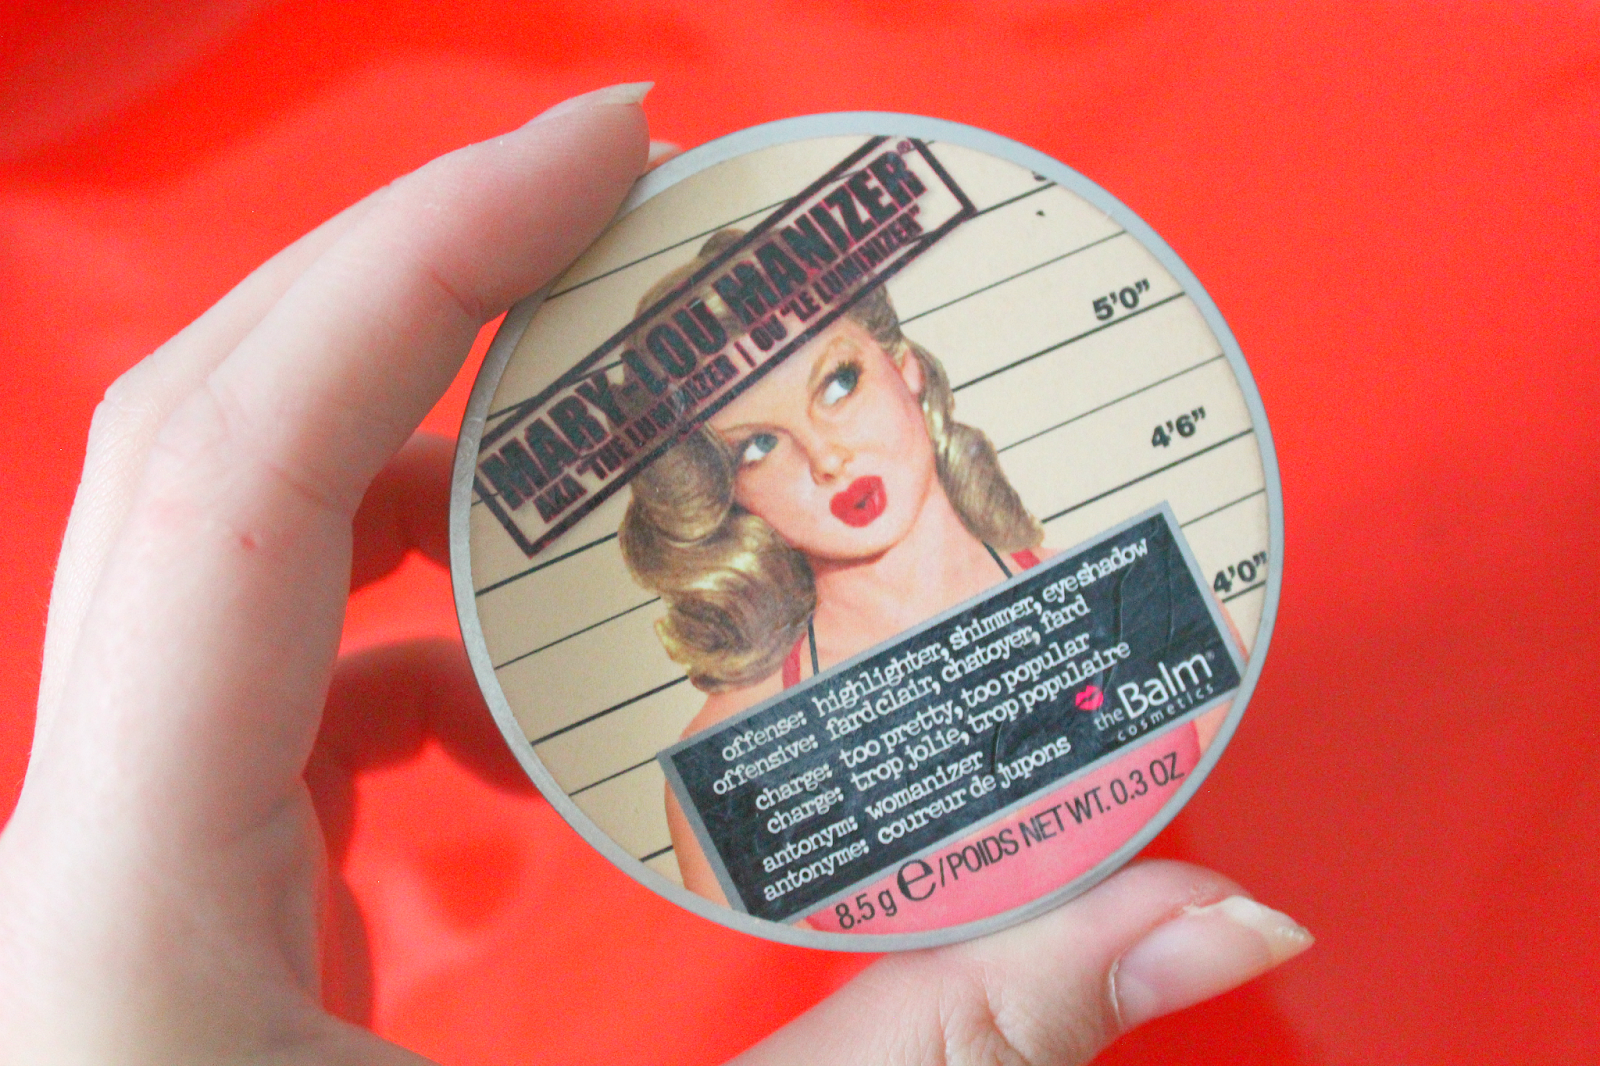 MARY-LOU MANIZER®
AKA "THE LUMINIZER | OU "LE LUMINIZER"
5'0"
4'6"
4'0"
offense: highlighter, shimmer, eyeshadow
offensive: fard clair, chatoyer, fard
charge: too pretty, too popular
charge: trop jolie, trop populaire
antonym: womanizer
antonyme: coureur de jupons
theBalm®
cosmetics
8.5 g e/POIDS NET WT. 0.3 OZ